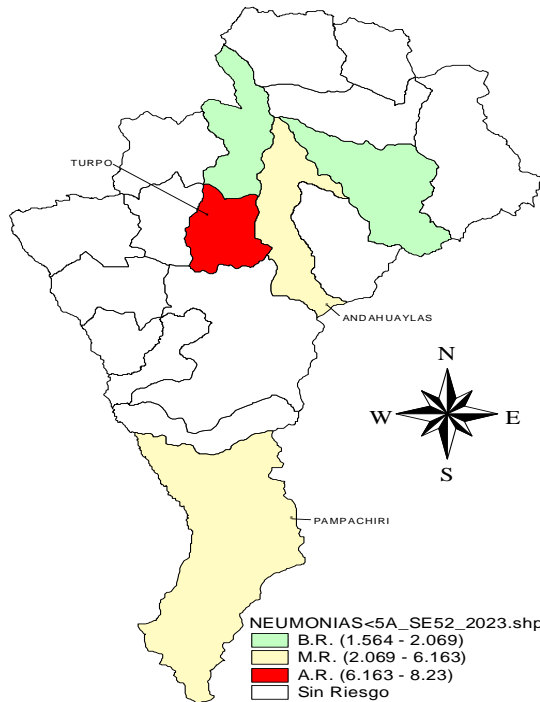 TURPO
ANDAHUAYLAS
N
W E
S
PAMPACHIRI
NEUMONIAS<5A_SE52_2023.shp
B.R. (1.564 - 2.069)
M.R. (2.069 - 6.163)
A.R. (6.163 - 8.23)
Sin Riesgo